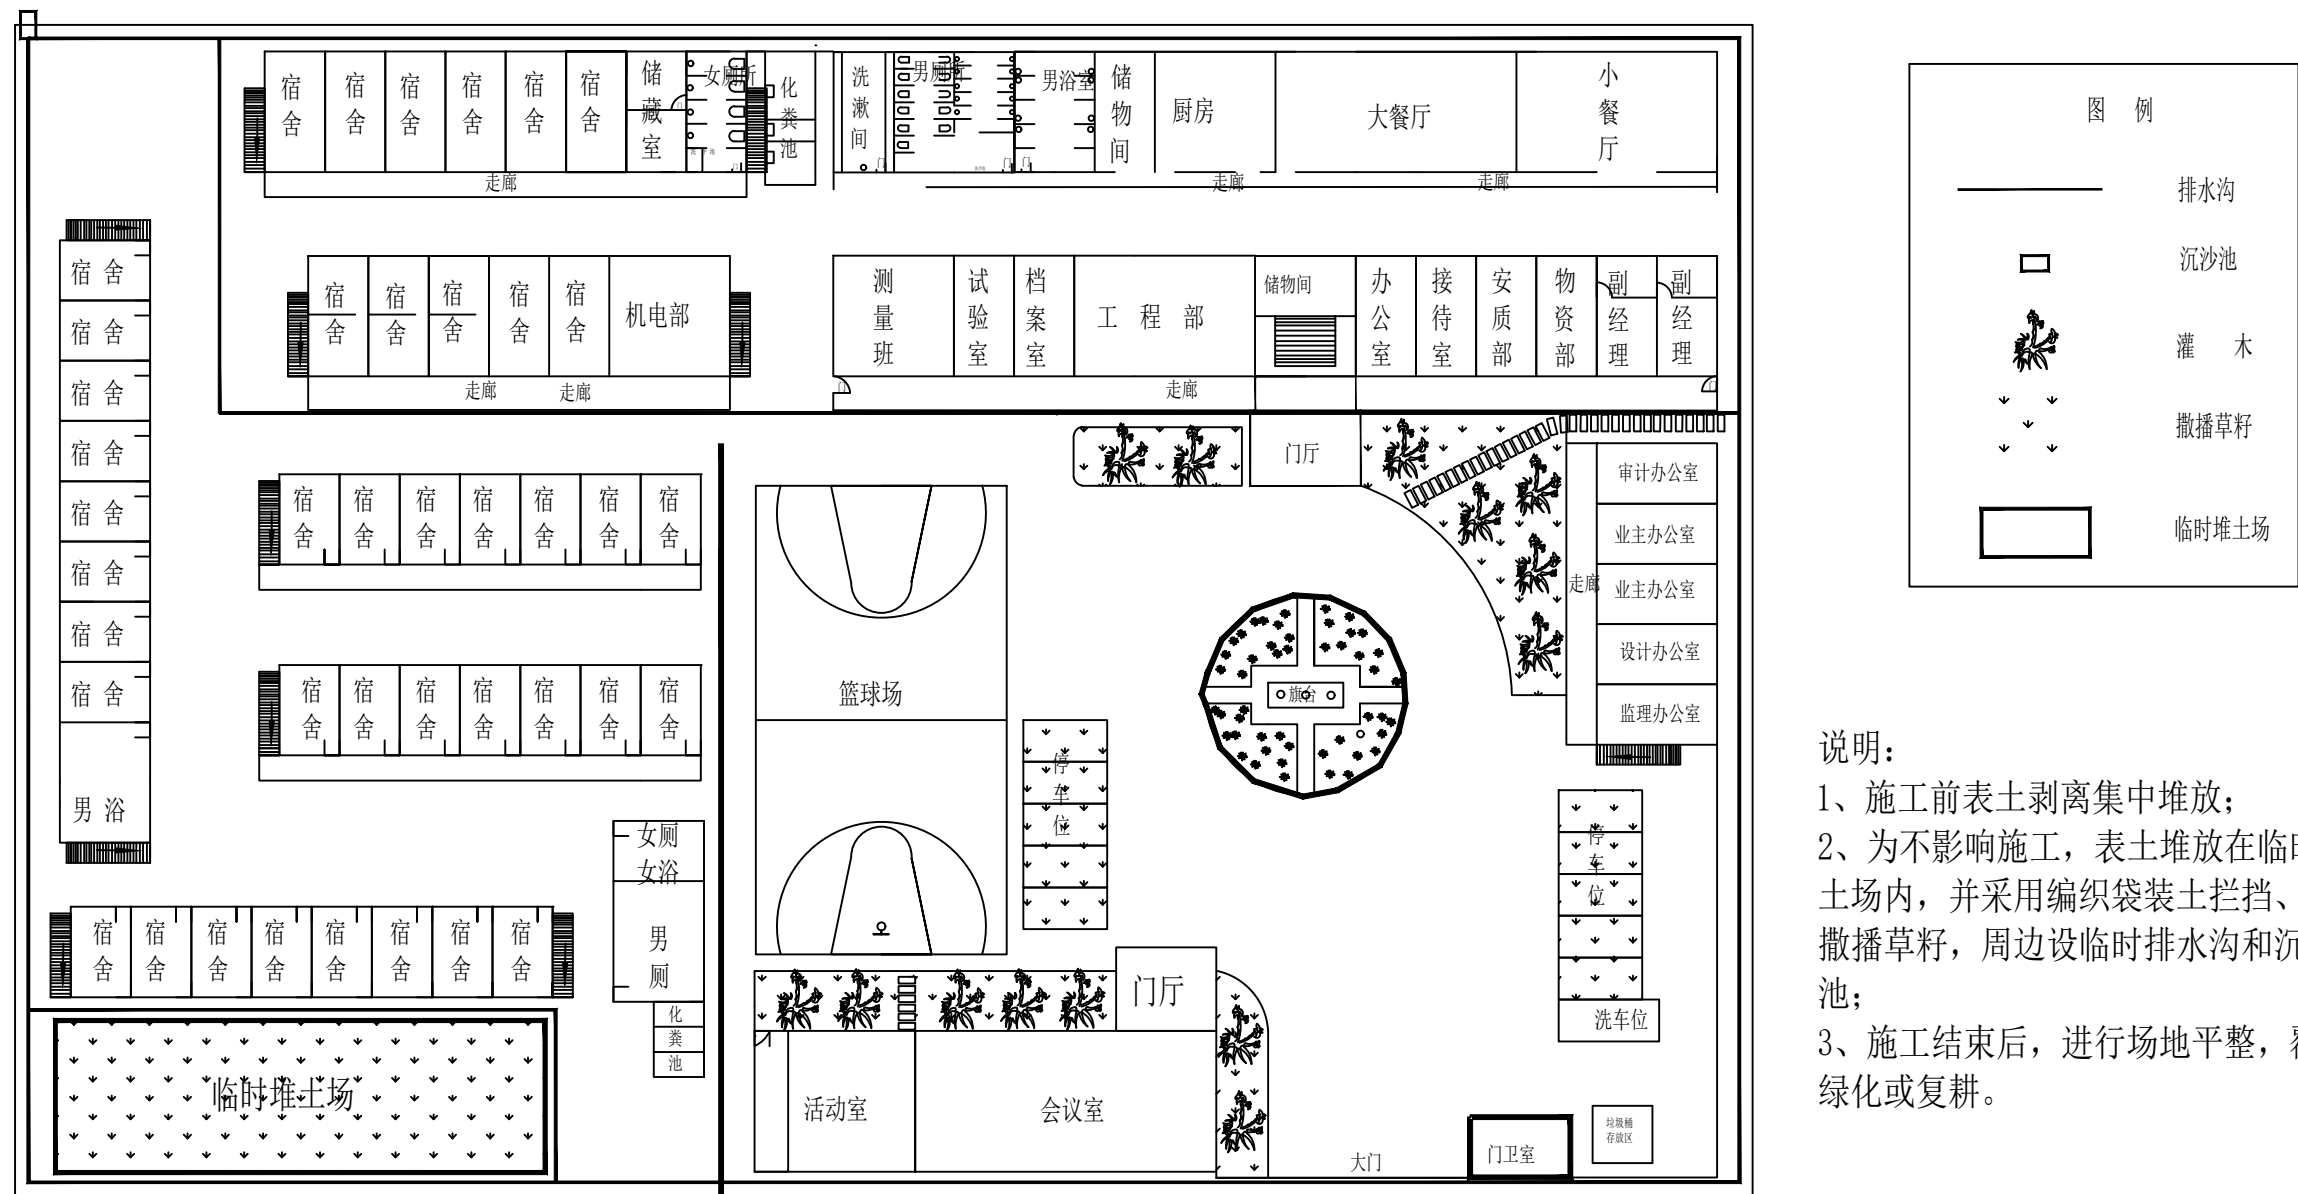 宿舍 宿舍 宿舍 宿舍 宿舍 宿舍 储藏室 女厕所 化粪池 洗漱间 男厕所 男浴室 储物间 厨房 大餐厅 小餐厅
门 门 门 门
走廊 走廊 走廊
宿舍 宿舍 宿舍 宿舍 宿舍 机电部 测量班 试验室 档案室 工程部 储物间 办公室 接待室 安质部 物资部 副经理 副经理
门 门
走廊 走廊 走廊
宿舍
宿舍
宿舍
宿舍
宿舍
宿舍
宿舍
宿舍
男浴
门厅
宿舍 宿舍 宿舍 宿舍 宿舍 宿舍 宿舍
宿舍 宿舍 宿舍 宿舍 宿舍 宿舍 宿舍
篮球场
旗台
走廊
审计办公室
业主办公室
业主办公室
设计办公室
监理办公室
停车位
停车位
洗车位
女厕
女浴
男厕
化粪池
宿舍 宿舍 宿舍 宿舍 宿舍 宿舍 宿舍 宿舍
临时堆土场
门厅
活动室
会议室
大门
门卫室
垃圾桶
存放区
图 例
排水沟
沉沙池
灌 木
撒播草籽
临时堆土场
说明：
1、施工前表土剥离集中堆放；
2、为不影响施工，表土堆放在临时
土场内，并采用编织袋装土拦挡、
撒播草籽，周边设临时排水沟和沉
池；
3、施工结束后，进行场地平整，覆
绿化或复耕。